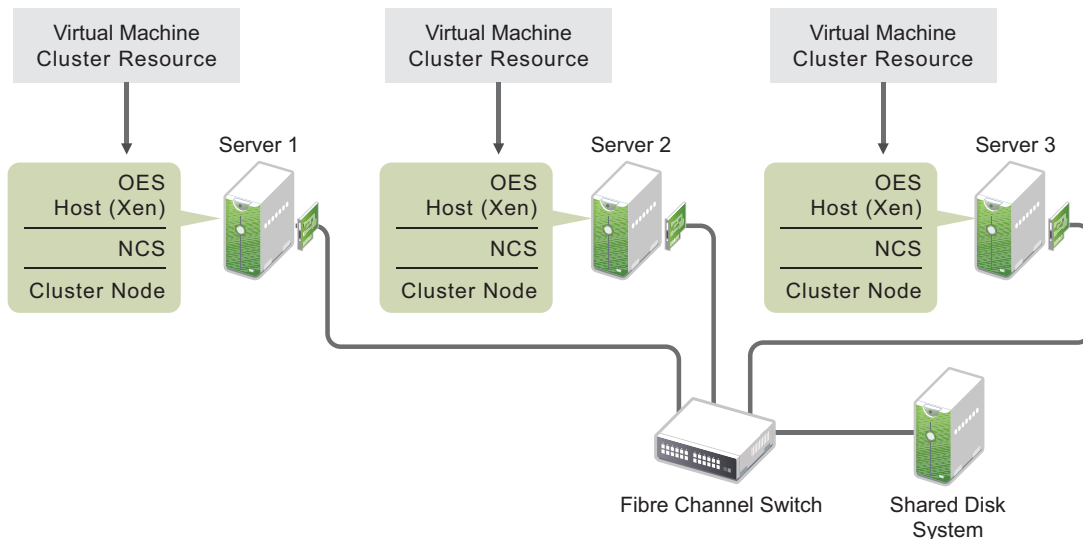 Virtual Machine
Cluster Resource
Virtual Machine
Cluster Resource
Virtual Machine
Cluster Resource
Server 1
Server 2
Server 3
OES
Host (Xen)
NCS
Cluster Node
OES
Host (Xen)
NCS
Cluster Node
OES
Host (Xen)
NCS
Cluster Node
Fibre Channel Switch
Shared Disk
System